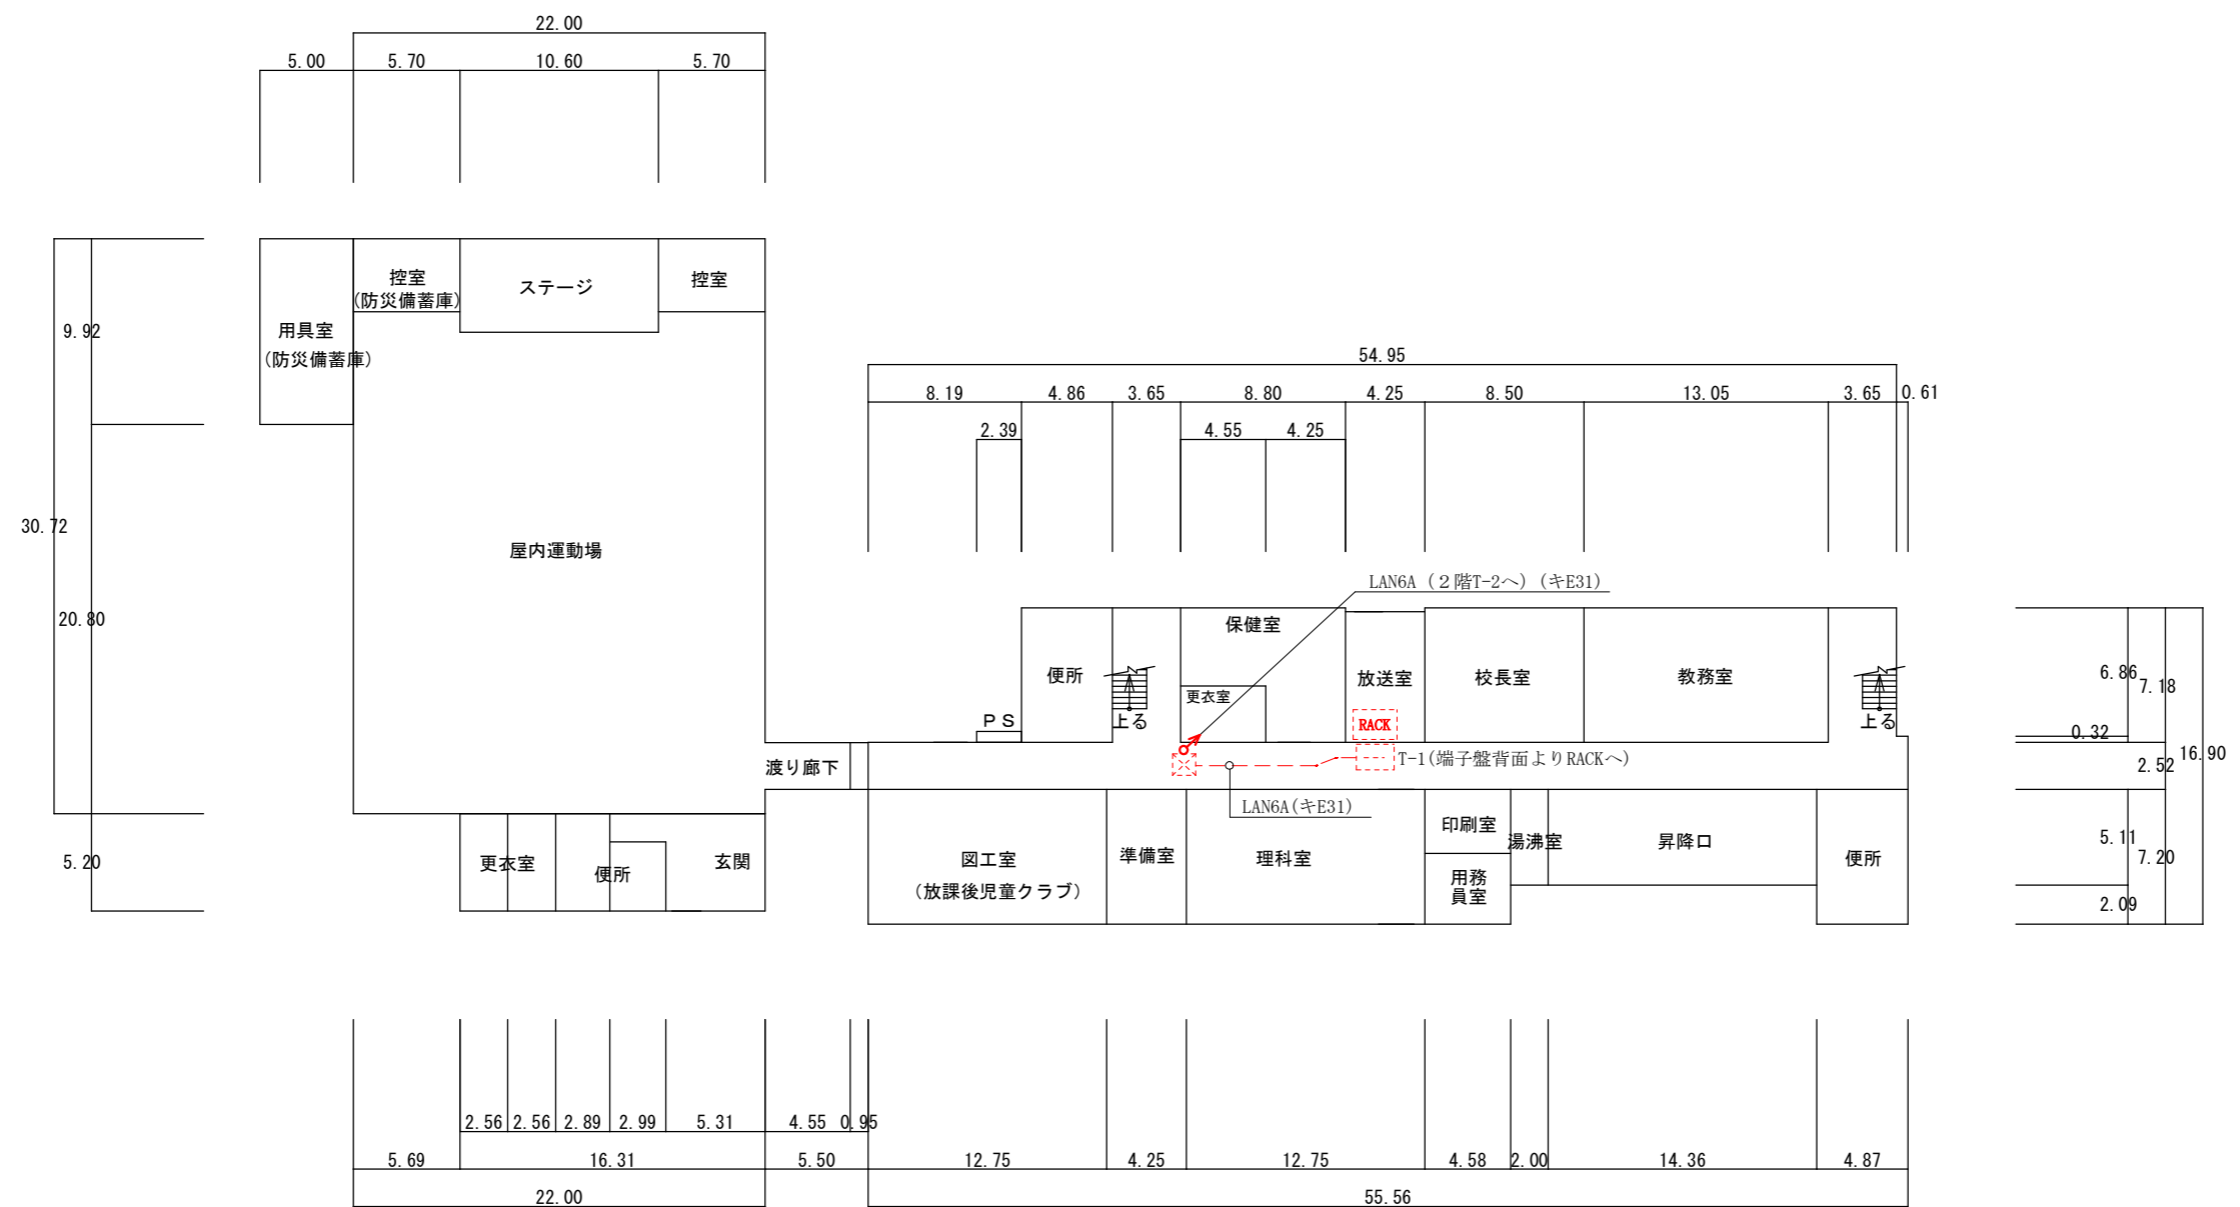 22.00
5.00 5.70 10.60 5.70
控室
(防災備蓄庫)
ステージ
控室
9.92
用具室
(防災備蓄庫)
30.72
20.80
屋内運動場
5.20
54.95
8.19 4.86 3.65 8.80 4.25 8.50 13.05 3.65 0.61
2.39 4.55 4.25
LAN6A（２階T-2へ）(キE31)
保健室
便所
更衣室
放送室
校長室
教務室
ＰＳ
上る
RACK
上る
渡り廊下
T-1(端子盤背面よりRACKへ)
LAN6A(キE31)
6.86
7.18
0.32
2.52
16.90
5.11
7.20
2.09
更衣室
便所
玄関
図工室
（放課後児童クラブ）
準備室
理科室
印刷室
用務
員室
湯沸室
昇降口
便所
2.56 2.56 2.89 2.99 5.31 4.55 0.95
5.69 16.31 5.50 12.75 4.25 12.75 4.58 2.00 14.36 4.87
22.00 55.56